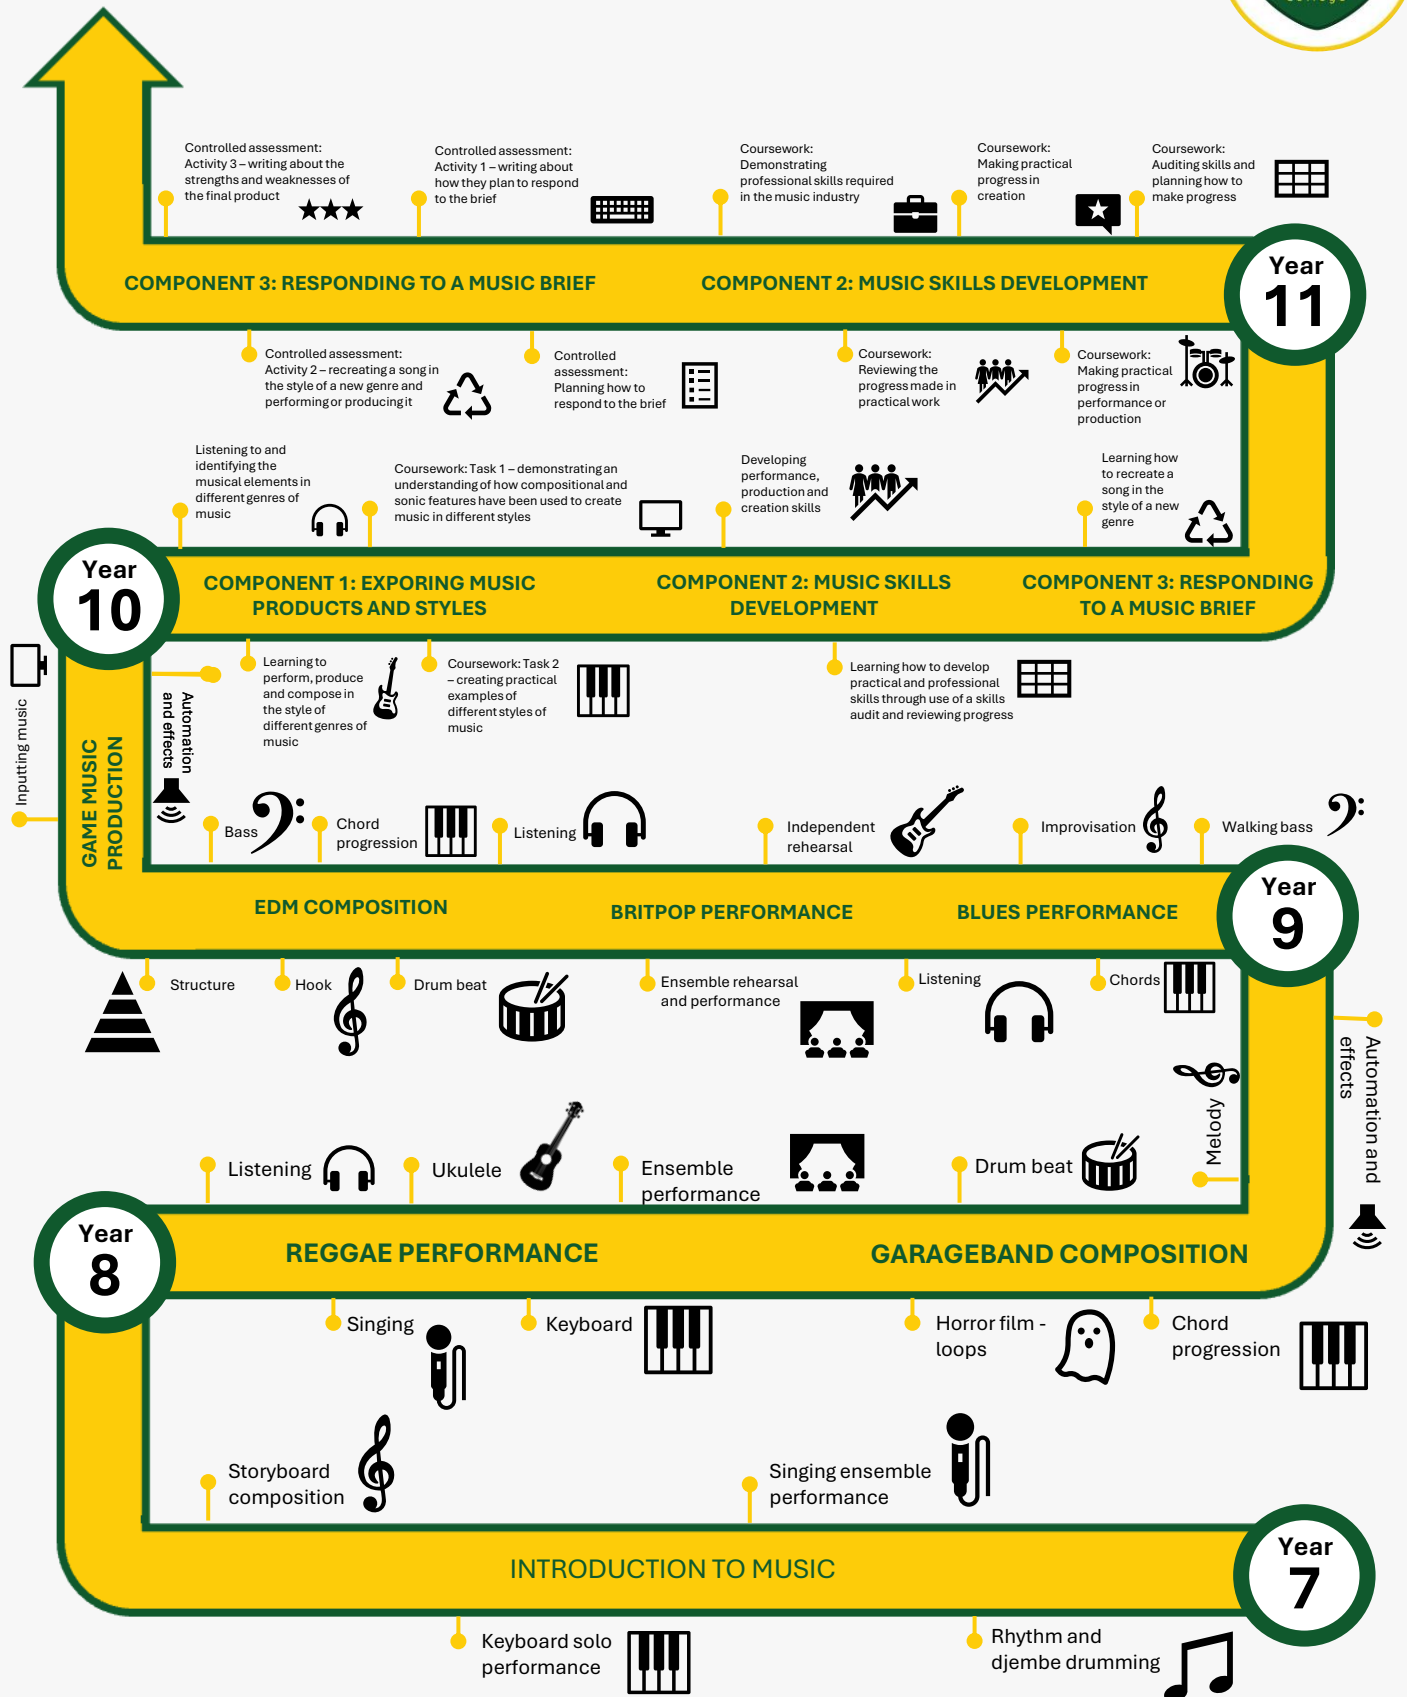 College
Controlled assessment:
Activity 3 – writing about the
strengths and weaknesses of
the final product
Controlled assessment:
Activity 1 – writing about
how they plan to respond
to the brief
Coursework:
Demonstrating
professional skills required
in the music industry
Coursework:
Making practical
progress in
creation
Coursework:
Auditing skills and
planning how to
make progress
COMPONENT 3: RESPONDING TO A MUSIC BRIEF
COMPONENT 2: MUSIC SKILLS DEVELOPMENT
Year
11
Controlled assessment:
Activity 2 – recreating a song in
the style of a new genre and
performing or producing it
Controlled
assessment:
Planning how to
respond to the brief
Coursework:
Reviewing the
progress made in
practical work
Coursework:
Making practical
progress in
performance or
production
Listening to and
identifying the
musical elements in
different genres of
music
Coursework: Task 1 – demonstrating an
understanding of how compositional and
sonic features have been used to create
music in different styles
Developing
performance,
production and
creation skills
Learning how
to recreate a
song in the
style of a new
genre
Year
10
COMPONENT 1: EXPORING MUSIC
PRODUCTS AND STYLES
COMPONENT 2: MUSIC SKILLS
DEVELOPMENT
COMPONENT 3: RESPONDING
TO A MUSIC BRIEF
Learning to
perform, produce
and compose in
the style of
different genres of
music
Coursework: Task 2
– creating practical
examples of
different styles of
music
Learning how to develop
practical and professional
skills through use of a skills
audit and reviewing progress
Inputting music
GAME MUSIC
PRODUCTION
Automation
and effects
Bass
Chord
progression
Listening
Independent
rehearsal
Improvisation
Walking bass
EDM COMPOSITION
BRITPOP PERFORMANCE
BLUES PERFORMANCE
Year
9
Structure
Hook
Drum beat
Ensemble rehearsal
and performance
Listening
Chords
Automation and
effects
Melody
Listening
Ukulele
Ensemble
performance
Drum beat
Year
8
REGGAE PERFORMANCE
GARAGEBAND COMPOSITION
Singing
Keyboard
Horror film -
loops
Chord
progression
Storyboard
composition
Singing ensemble
performance
INTRODUCTION TO MUSIC
Year
7
Keyboard solo
performance
Rhythm and
djembe drumming